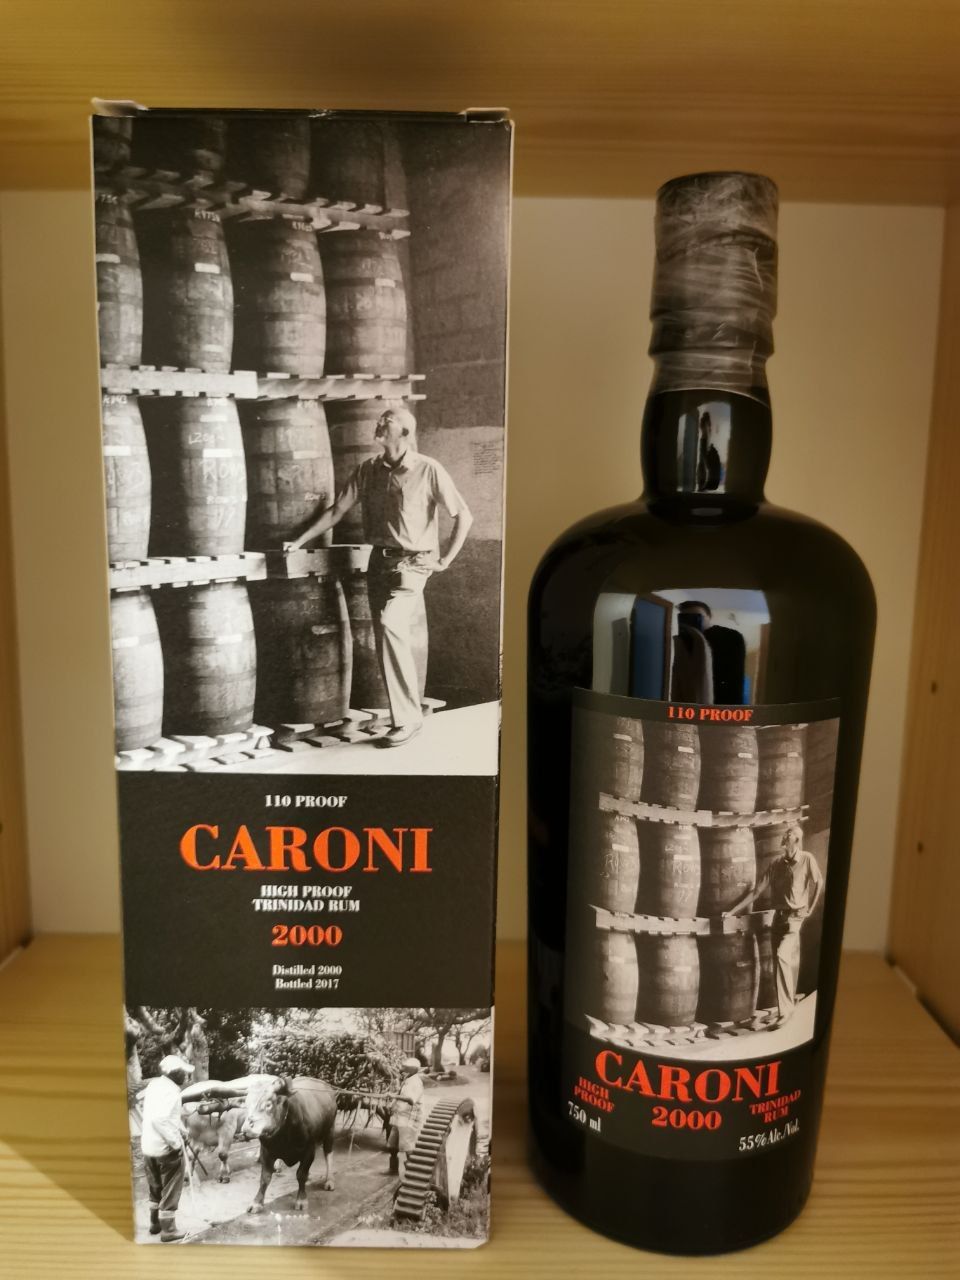 110 PROOF
CARONI
HIGH PROOF
TRINIDAD RUM
2000
Distilled 2000
Bottled 2017
110 PROOF
CARONI
HIGH
PROOF
2000
TRINIDAD
RUM
750 ml
55% Alc./Vol.